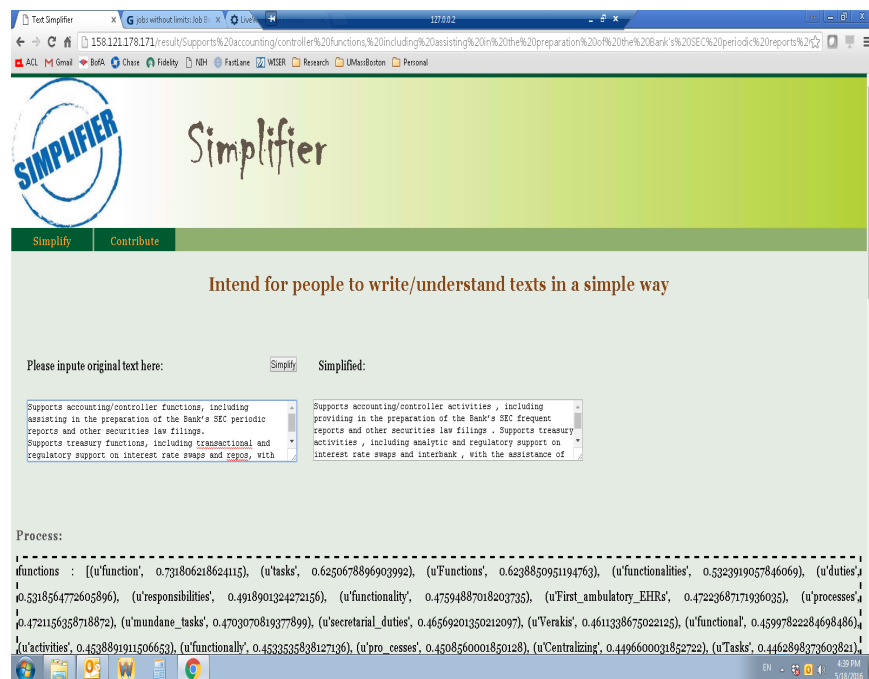 Text Simplifier
jobs without limits: Job B
127.0.0.2
158.121.178.171/result/Supports%20accounting/controller%20functions,%20including%20assisting%20in%20the%20preparation%20of%20the%20Bank's%20SEC%20periodic%20reports%2
ACL Gmail BofA Chase Fidelity NIH FastLane WISER Research UMassBoston Personal
SIMPLIFIER
Simplifier
Simplify Contribute
Intend for people to write/understand texts in a simple way
Please inpute original text here: Simplify Simplified:
Supports accounting/controller functions, including
assisting in the preparation of the Bank's SEC periodic
reports and other securities law filings.
Supports treasury functions, including transactional and
regulatory support on interest rate swaps and repos, with
Supports accounting/controller activities , including
providing in the preparation of the Bank's SEC frequent
reports and other securities law filings . Supports treasury
activities , including analytic and regulatory support on
interest rate swaps and interbank , with the assistance of
Process:
functions : [(u'function', 0.731806218624115), (u'tasks', 0.6250678896903992), (u'Functions', 0.6238850951194763), (u'functionalities', 0.5323919057846069), (u'duties',
0.5318564772605896), (u'responsibilities', 0.4918901324272156), (u'functionality', 0.47594887018203735), (u'First_ambulatory_EHRs', 0.47223687171936035), (u'processes',
0.4721156358718872), (u'mundane_tasks', 0.4703070819377899), (u'secretarial_duties', 0.46569201350212097), (u'Verakis', 0.4611338675022125), (u'functional', 0.45997822284698486),
(u'activities', 0.4538891911506653), (u'functionally', 0.4533535838127136), (u'pro_cesses', 0.4508560001850128), (u'Centralizing', 0.4496600031852722), (u'Tasks', 0.4462898373603821),
EN 4:39 PM
5/18/2016